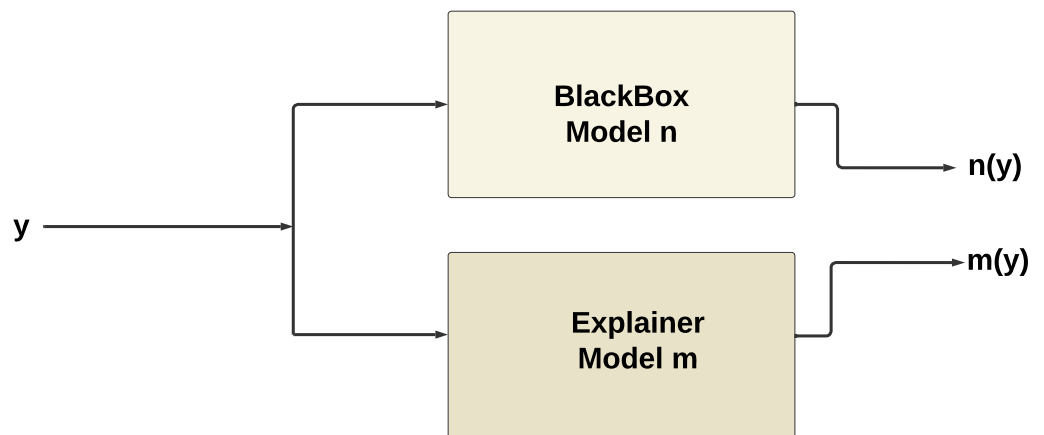 BlackBox
Model n
n(y)
y
m(y)
Explainer
Model m